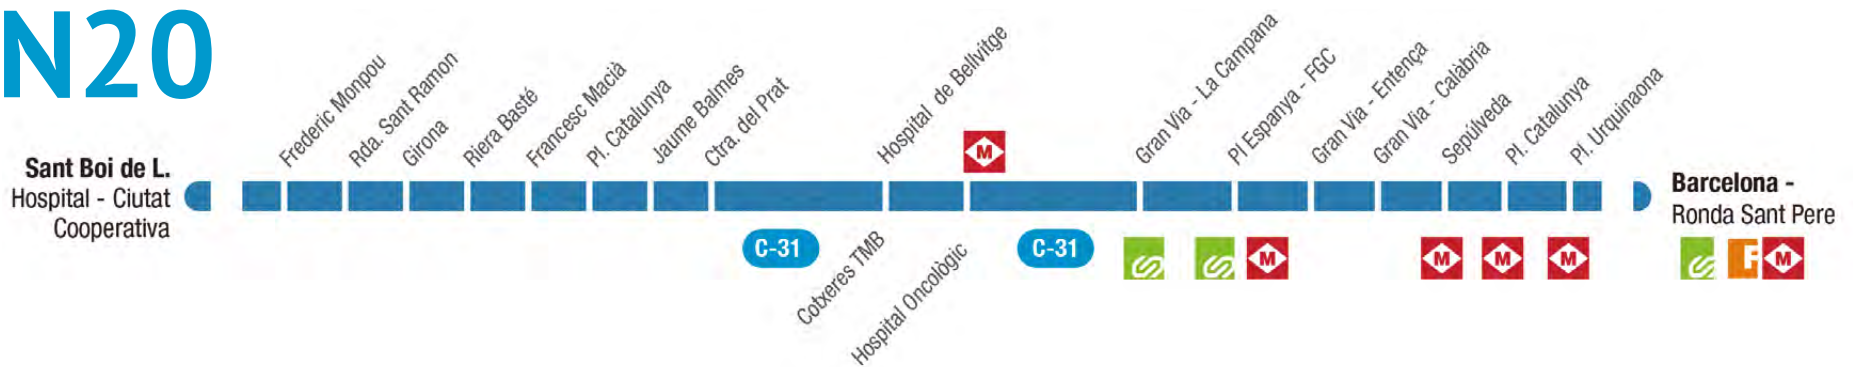 N20
Sant Boi de L.
Hospital - Ciutat
Cooperativa
Frederic Monpou
Rda. Sant Ramon
Girona
Riera Basté
Francesc Macià
Pl. Catalunya
Jaume Balmes
Ctra. del Prat
Hospital de Bellvitge
M
Gran Via - La Campana
Pl Espanya - FGC
Gran Via - Entença
Gran Via - Calàbria
Sepúlveda
Pl. Catalunya
Pl. Urquinaona
C-31
Cotxeres TMB
Hospital Oncològic
C-31
M
M
M
M
Barcelona -
Ronda Sant Pere
F
M